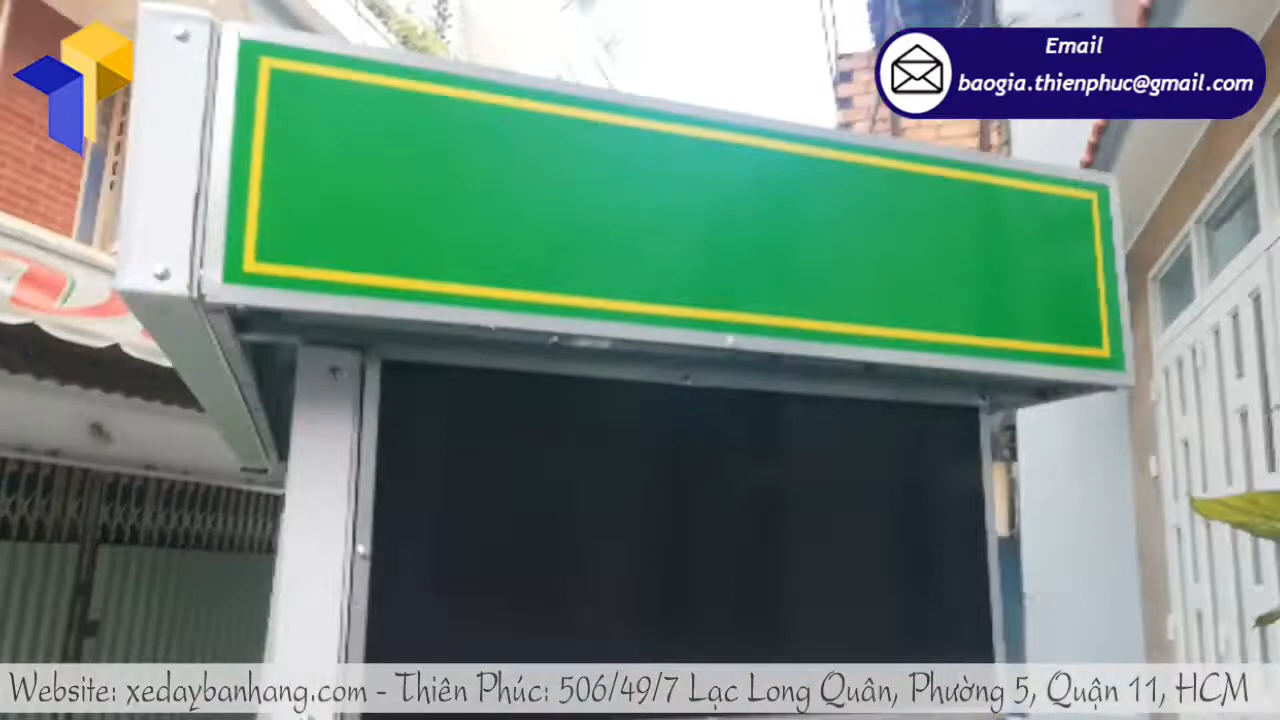 Email
baogia.thienphuc@gmail.com
Website: xedaybanhang.com - Thiên Phúc: 506/49/7 Lạc Long Quân, Phường 5, Quận 11, HCM